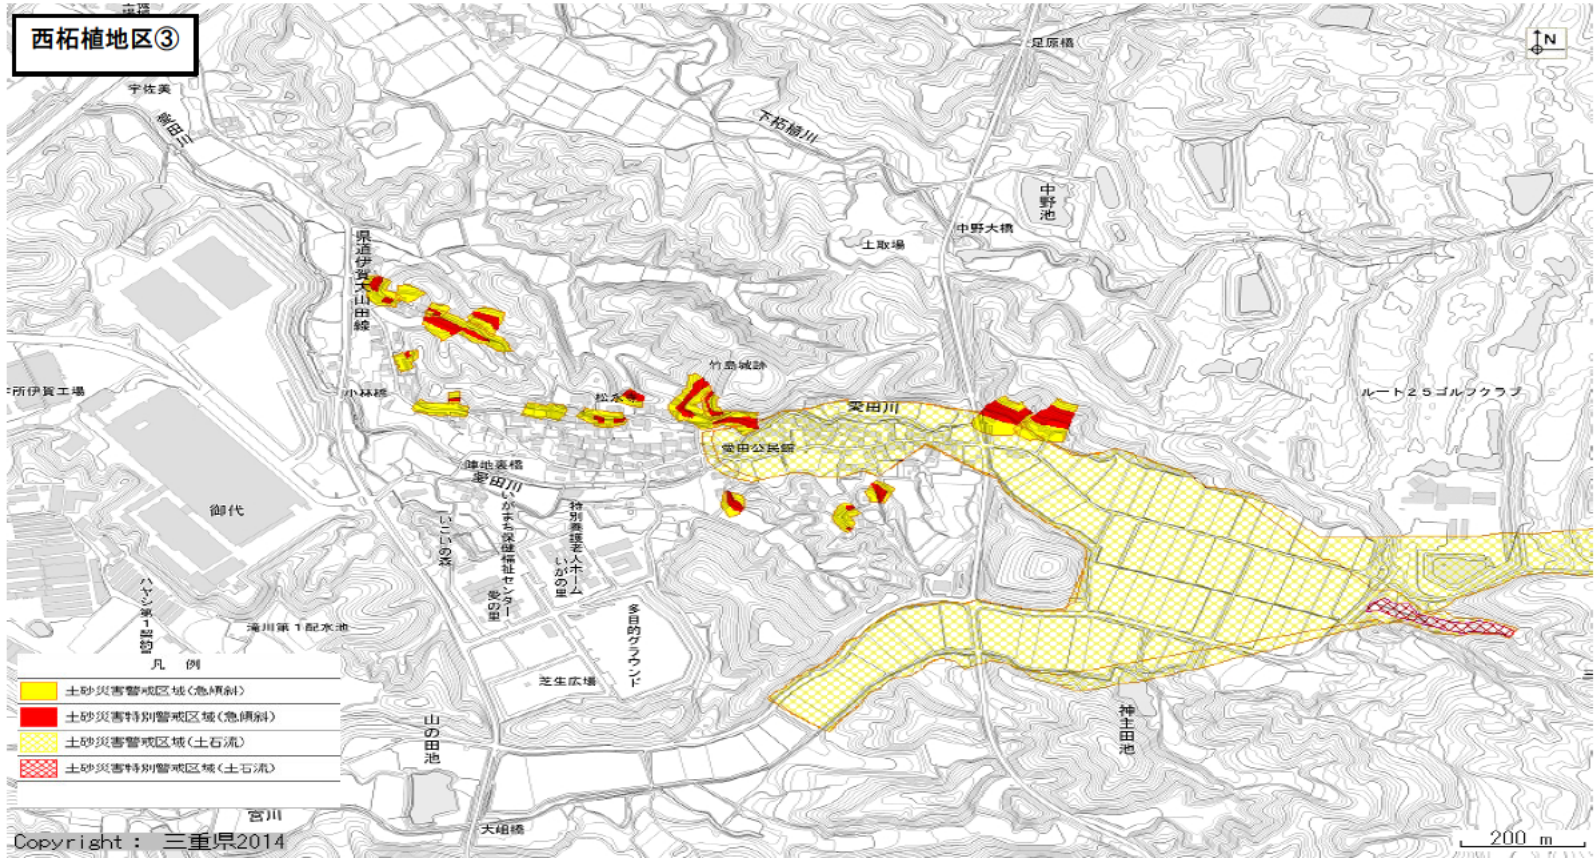 西柘植地区③
N
宇佐美
愛田川
足原橋
下柘植川
中野池
中野大橋
土取場
県道伊賀大山田線
竹島城跡
小林橋
松永寺
愛田川
ルート25ゴルフクラブ
所伊賀工場
愛田公民館
陣地裏橋
愛田川
御代
いこいの森
いがまち保健福祉センター
愛の里
特別養護老人ホーム
いがの里
多目的グラウンド
ハヤシ第1契約
滝川第1配水池
芝生広場
山の田池
神主田池
凡 例
土砂災害警戒区域(急傾斜)
土砂災害特別警戒区域(急傾斜)
土砂災害警戒区域(土石流)
土砂災害特別警戒区域(土石流)
宮川
大岨橋
Copyright : 三重県2014
200 m